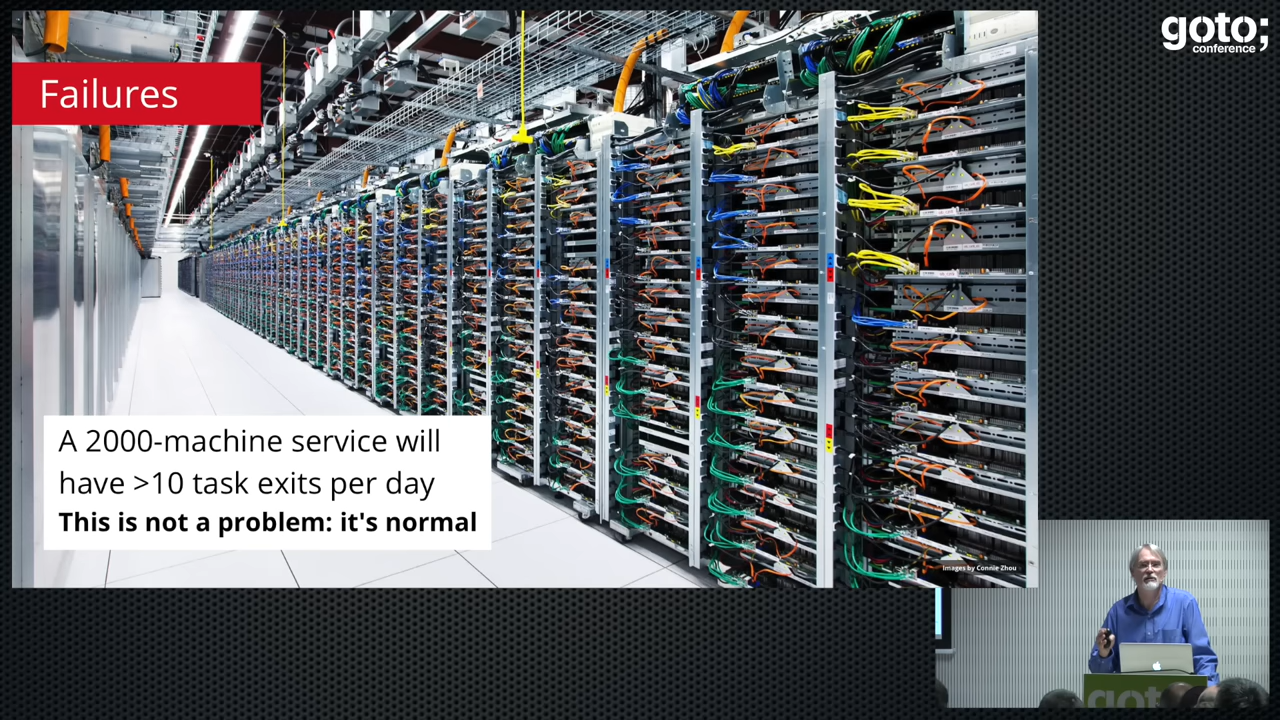 goto;
conference
Failures
A 2000-machine service will
have >10 task exits per day
This is not a problem: it's normal
Images by Connie Zhou
goto